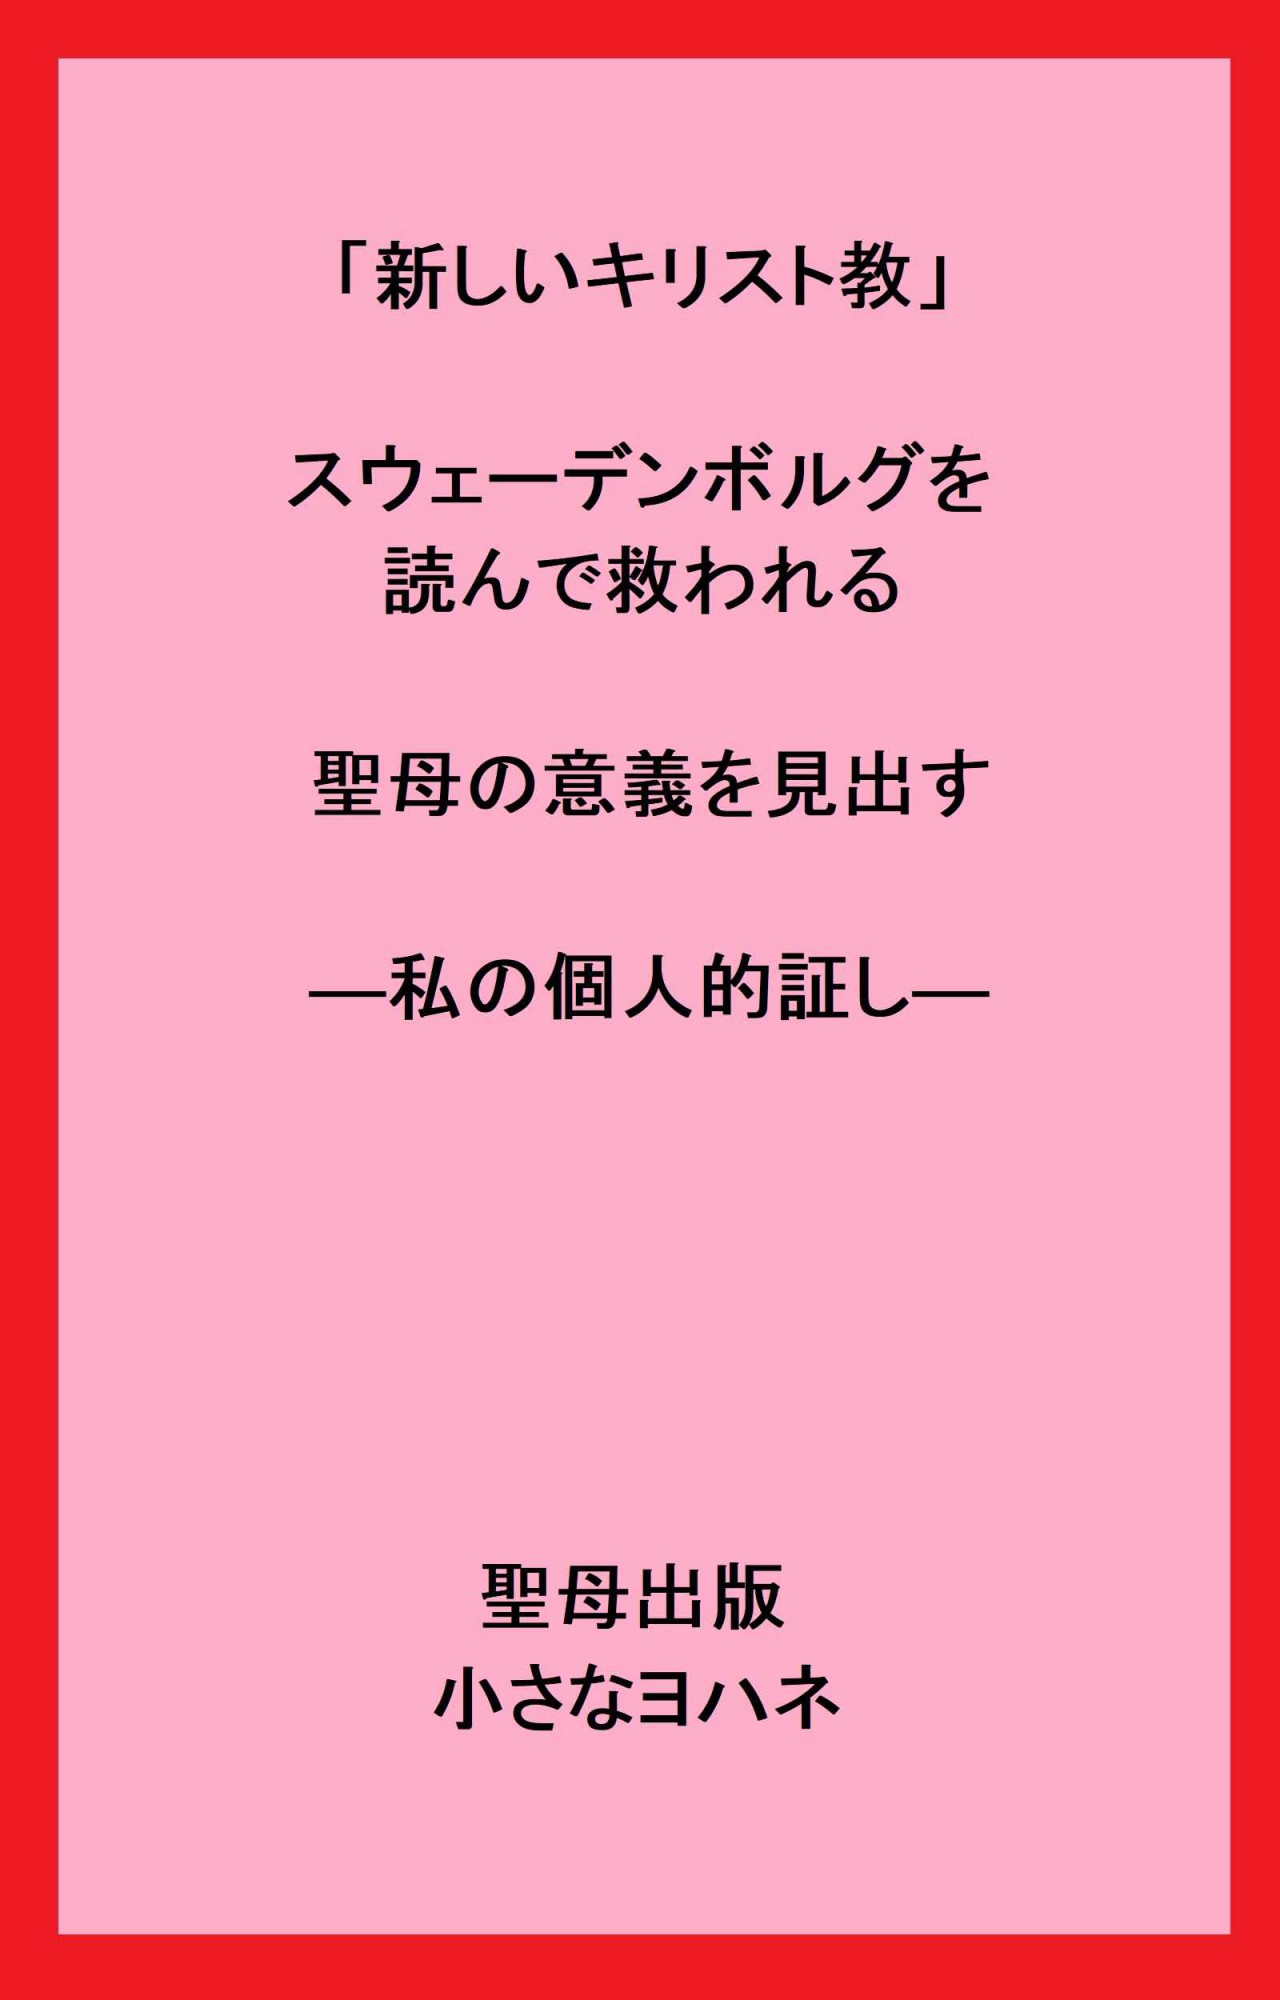 「新しいキリスト教」
スウェーデンボルグを
読んで救われる
聖母の意義を見出す
―私の個人的証し―
聖母出版
小さなヨハネ